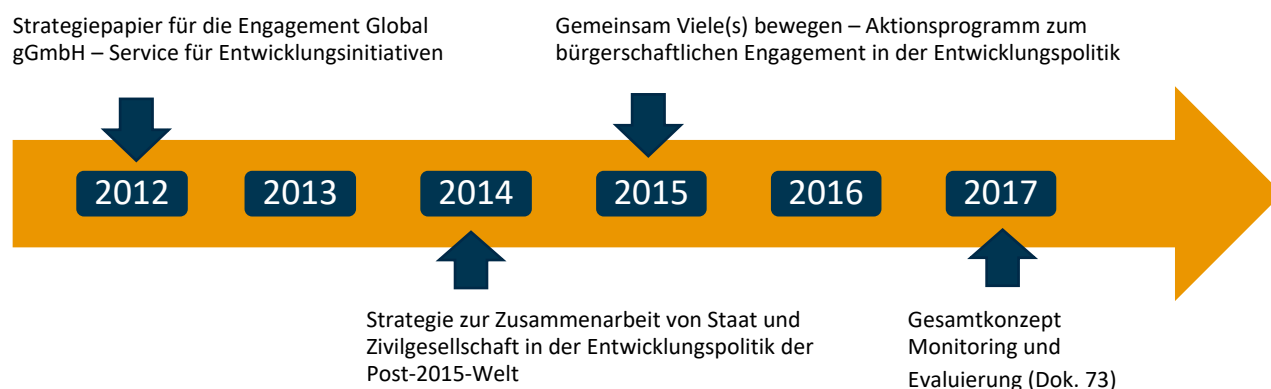 Strategiepapier für die Engagement Global
gGmbH – Service für Entwicklungsinitiativen
Gemeinsam Viele(s) bewegen – Aktionsprogramm zum
bürgerschaftlichen Engagement in der Entwicklungspolitik
2012
2013
2014
2015
2016
2017
Strategie zur Zusammenarbeit von Staat und
Zivilgesellschaft in der Entwicklungspolitik der
Post-2015-Welt
Gesamtkonzept
Monitoring und
Evaluierung (Dok. 73)